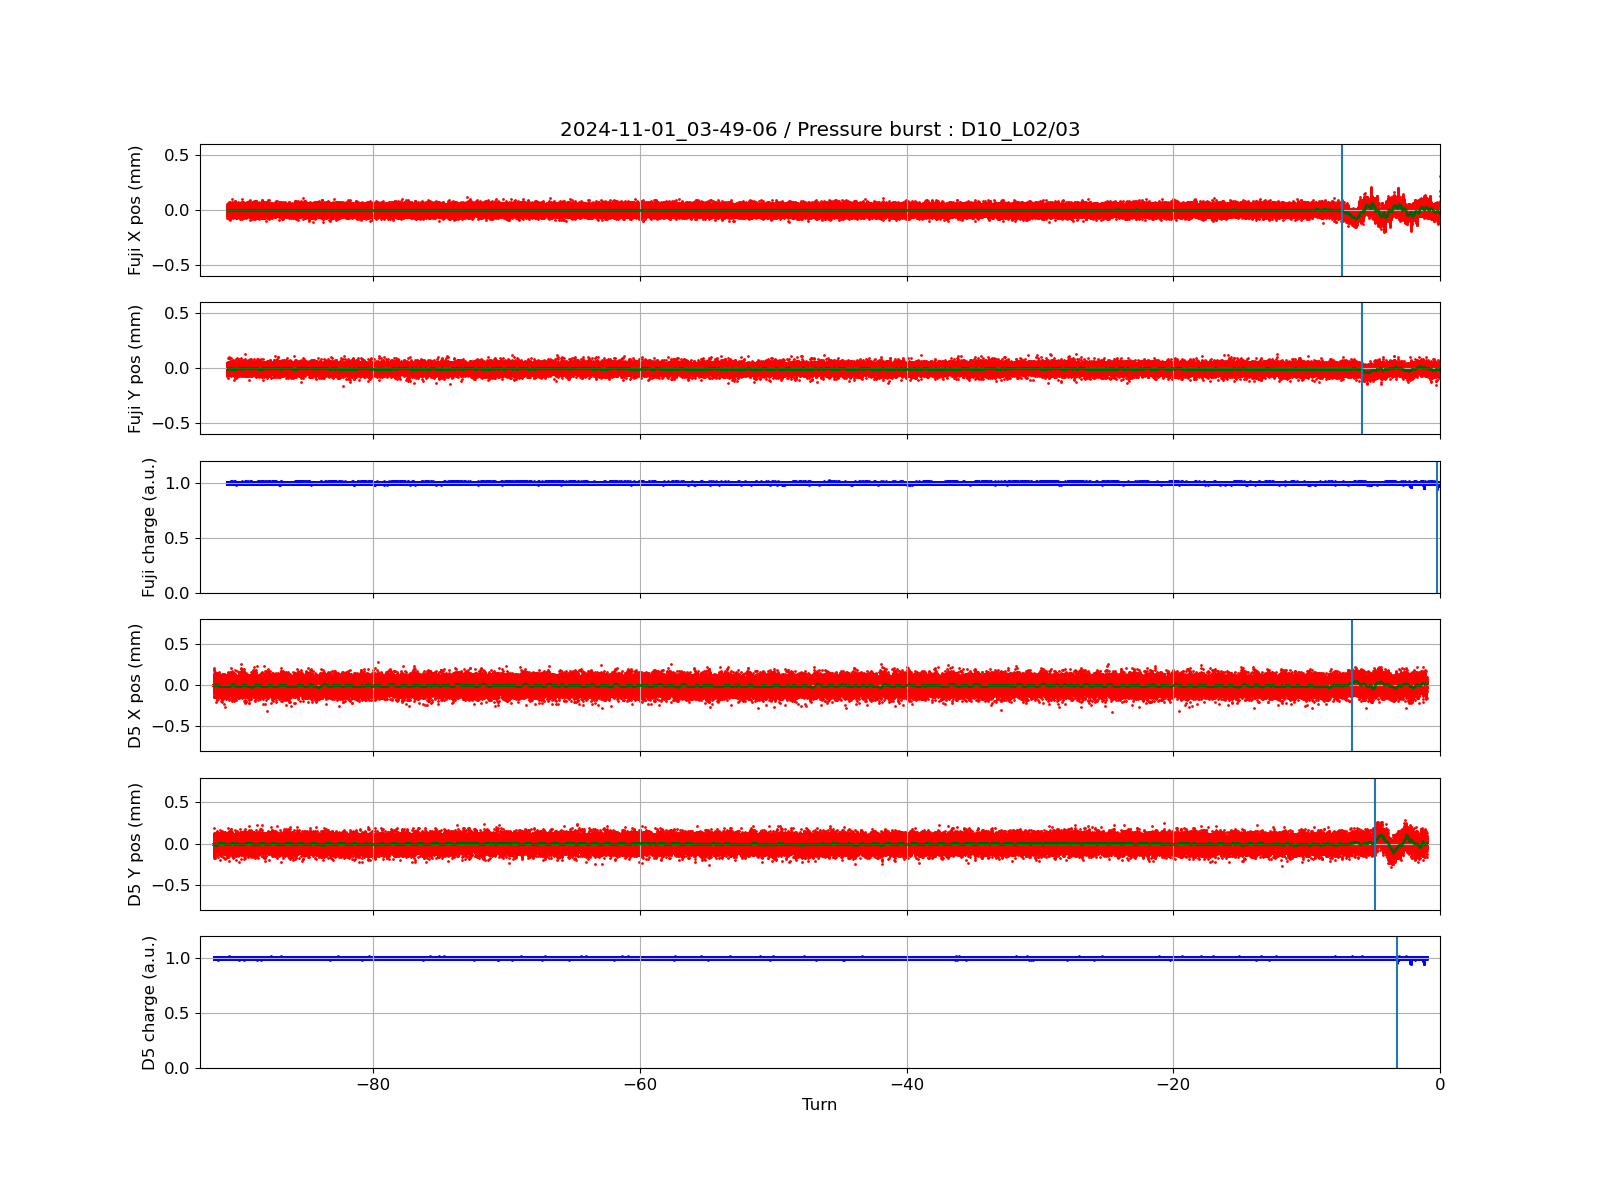 2024-11-01_03-49-06 / Pressure burst : D10_L02/03
Fuji X pos (mm)
0.5
0.0
−0.5
Fuji Y pos (mm)
0.5
0.0
−0.5
Fuji charge (a.u.)
1.0
0.5
0.0
D5 X pos (mm)
0.5
0.0
−0.5
D5 Y pos (mm)
0.5
0.0
−0.5
D5 charge (a.u.)
1.0
0.5
0.0
−80 −60 −40 −20 0
Turn